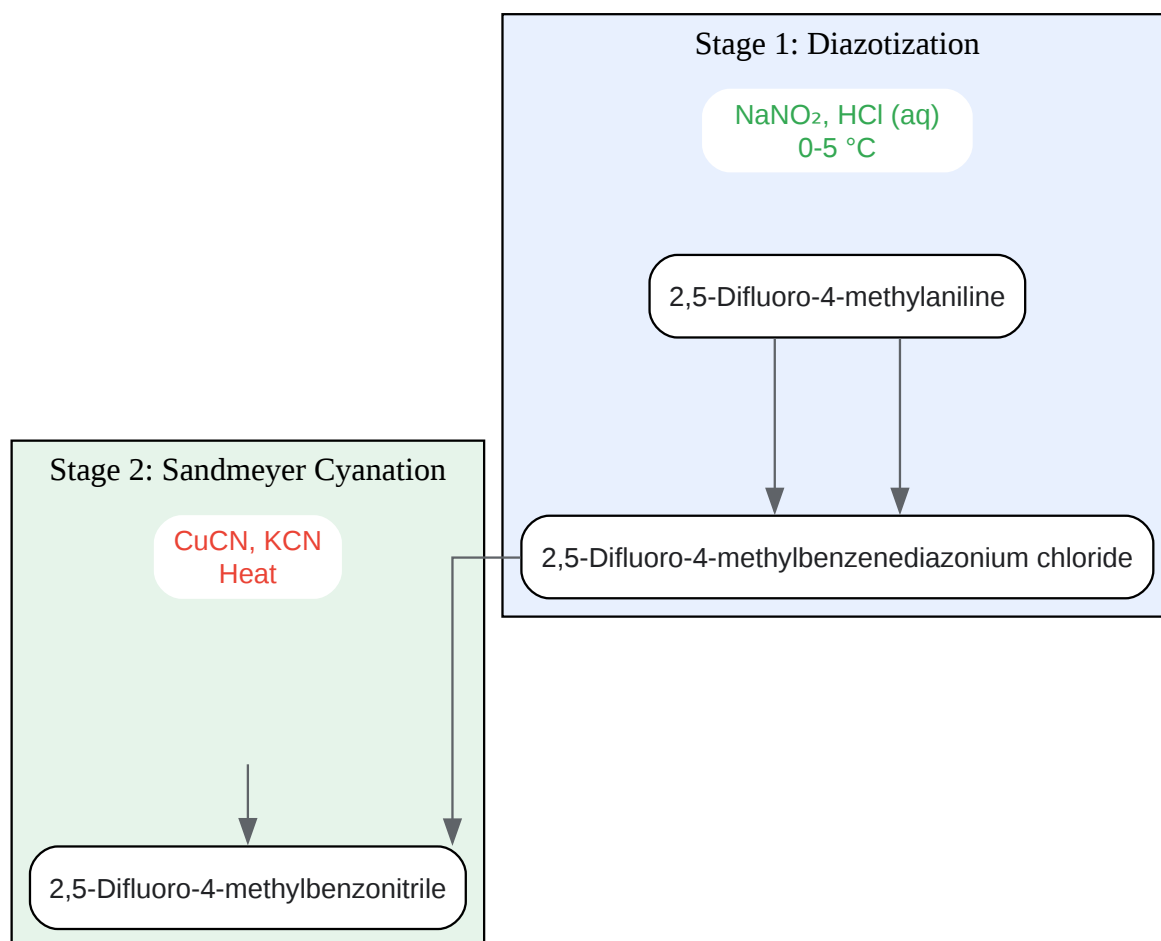 Stage 1: Diazotization
NaNO₂, HCl (aq)
0-5 °C
2,5-Difluoro-4-methylaniline
2,5-Difluoro-4-methylbenzenediazonium chloride
Stage 2: Sandmeyer Cyanation
CuCN, KCN
Heat
2,5-Difluoro-4-methylbenzonitrile